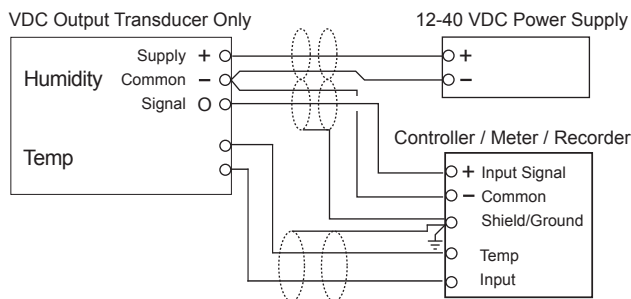 VDC Output Transducer Only
12-40 VDC Power Supply
Supply +
Humidity Common −
Signal O
Temp
+
−
Controller / Meter / Recorder
+ Input Signal
− Common
Shield/Ground
Temp
Input